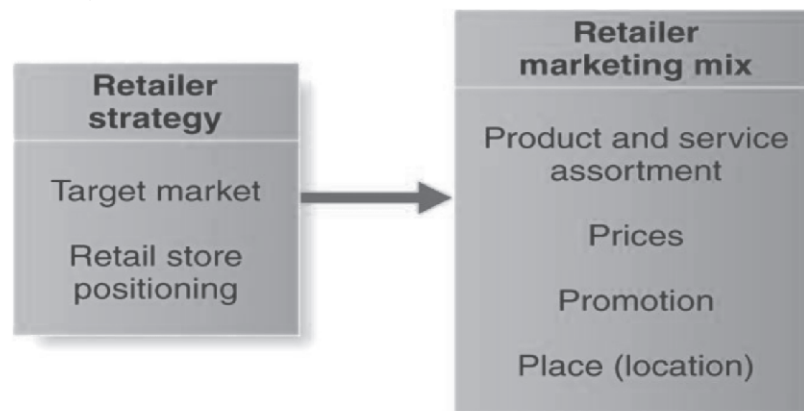 Retailer
strategy
Target market
Retail store
positioning
Retailer
marketing mix
Product and service
assortment
Prices
Promotion
Place (location)